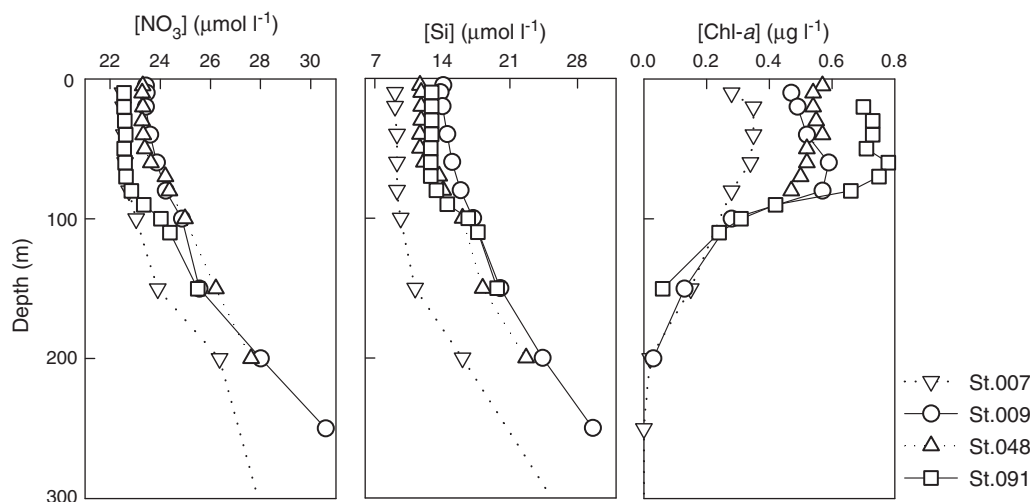 [NO3] (μmol l-1)
22 24 26 28 30
[Si] (μmol l-1)
7 14 21 28
[Chl-a] (μg l-1)
0.0 0.2 0.4 0.6 0.8
0
100
200
300
Depth (m)
St.007
St.009
St.048
St.091